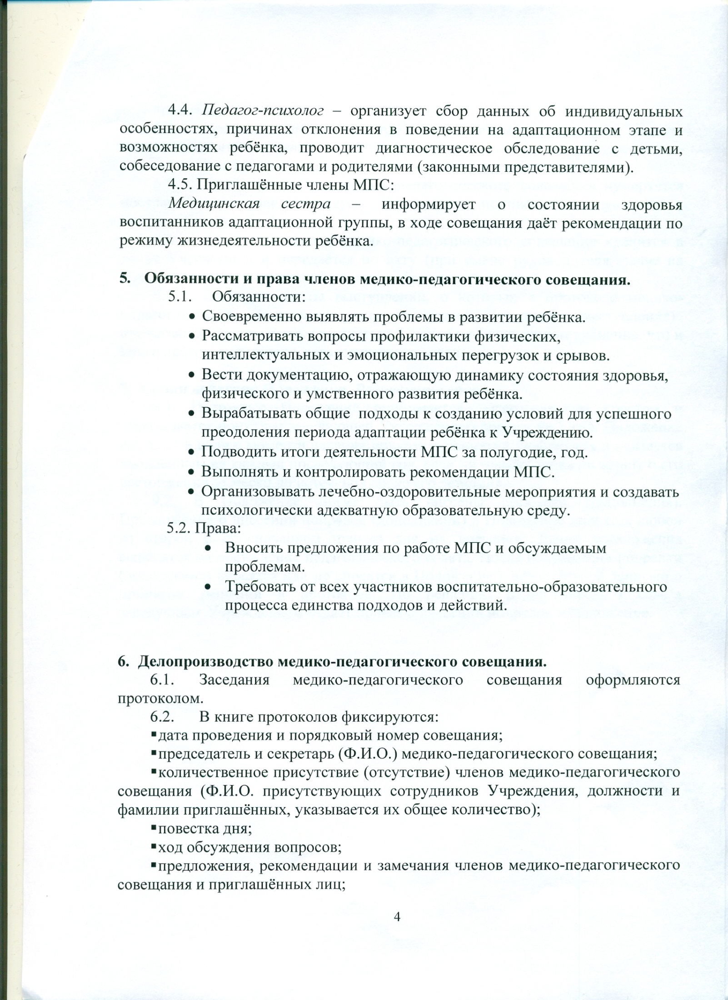 4.4. Педагог-психолог – организует сбор данных об индивидуальных
особенностях, причинах отклонения в поведении на адаптационном этапе и
возможностях ребёнка, проводит диагностическое обследование с детьми,
собеседование с педагогами и родителями (законными представителями).
4.5. Приглашённые члены МПС:
Медицинская сестра – информирует о состоянии здоровья
воспитанников адаптационной группы, в ходе совещания даёт рекомендации по
режиму жизнедеятельности ребёнка.
5. Обязанности и права членов медико-педагогического совещания.
5.1. Обязанности:
• Своевременно выявлять проблемы в развитии ребёнка.
• Рассматривать вопросы профилактики физических,
интеллектуальных и эмоциональных перегрузок и срывов.
• Вести документацию, отражающую динамику состояния здоровья,
физического и умственного развития ребёнка.
• Вырабатывать общие подходы к созданию условий для успешного
преодоления периода адаптации ребёнка к Учреждению.
• Подводить итоги деятельности МПС за полугодие, год.
• Выполнять и контролировать рекомендации МПС.
• Организовывать лечебно-оздоровительные мероприятия и создавать
психологически адекватную образовательную среду.
5.2. Права:
• Вносить предложения по работе МПС и обсуждаемым
проблемам.
• Требовать от всех участников воспитательно-образовательного
процесса единства подходов и действий.
6. Делопроизводство медико-педагогического совещания.
6.1. Заседания медико-педагогического совещания оформляются
протоколом.
6.2. В книге протоколов фиксируются:
▪дата проведения и порядковый номер совещания;
▪председатель и секретарь (Ф.И.О.) медико-педагогического совещания;
▪количественное присутствие (отсутствие) членов медико-педагогического
совещания (Ф.И.О. присутствующих сотрудников Учреждения, должности и
фамилии приглашённых, указывается их общее количество);
▪повестка дня;
▪ход обсуждения вопросов;
▪предложения, рекомендации и замечания членов медико-педагогического
совещания и приглашённых лиц;
4